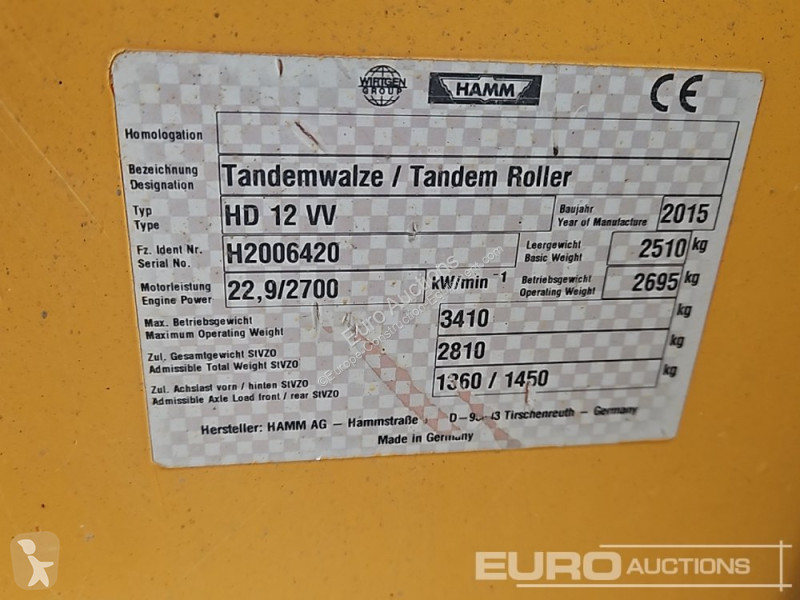 WIRTGEN GROUP HAMM CE
Homologation
Bezeichnung
Designation
Tandemwalze / Tandem Roller
Typ
Type
HD 12 VV
Baujahr
Year of Manufacture
2015
Fz. Ident Nr.
Serial No.
H2006420
Leergewicht
Basic Weight
2510 kg
Motorleistung
Engine Power
22,9/2700 kW/min⁻¹
Betriebsgewicht
Operating Weight
2695 kg
Max. Betriebsgewicht
Maximum Operating Weight
3410 kg
Zul. Gesamtgewicht StVZO
Admissible Total Weight StVZO
2810 kg
Zul. Achslast vorn / hinten StVZO
Admissible Axle Load front / rear StVZO
1360 / 1450 kg
Hersteller: HAMM AG – Hammstraße Tirschenreuth – Germany
Made in Germany
Euro Auctions
EURO AUCTIONS